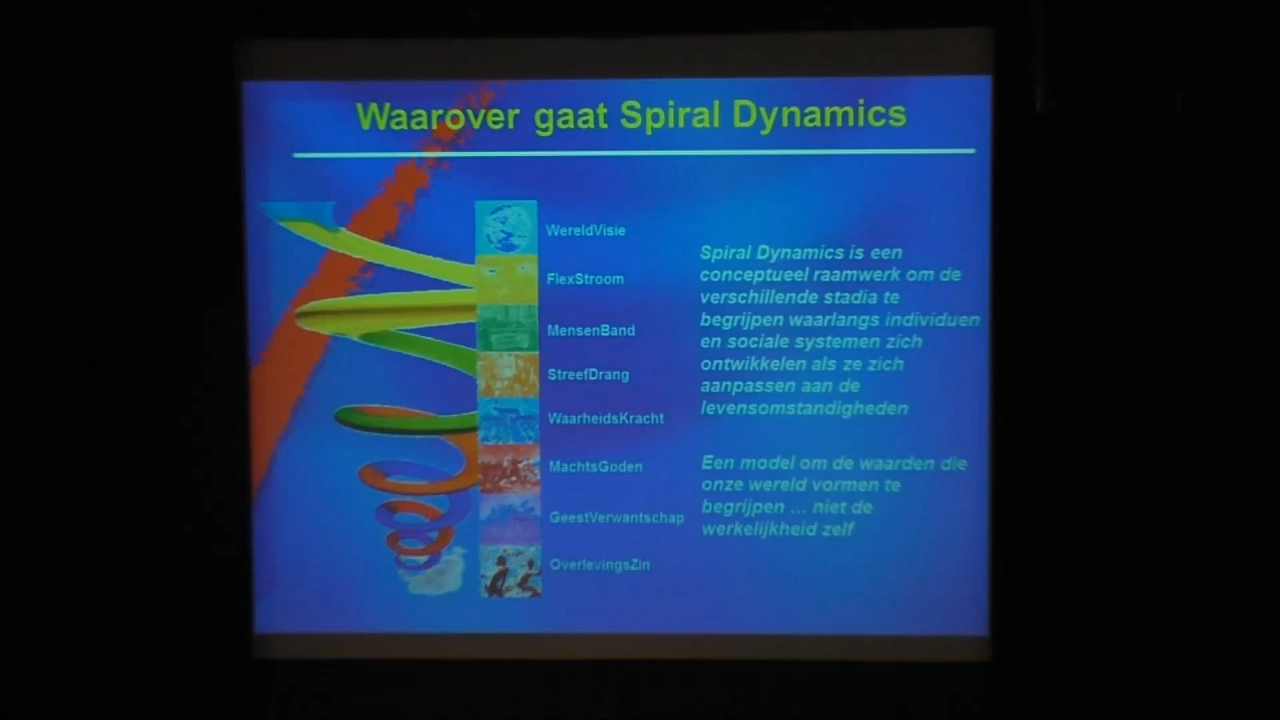 Waarover gaat Spiral Dynamics
WereldVisie
FlexStroom
MensenBand
StreefDrang
WaarheidsKracht
MachtsGoden
GeestVerwantschap
OverlevingsZin
Spiral Dynamics is een
conceptueel raamwerk om de
verschillende stadia te
begrijpen waarlangs individuen
en sociale systemen zich
ontwikkelen als ze zich
aanpassen aan de
levensomstandigheden
Een model om de waarden die
onze wereld vormen te
begrijpen ... niet de
werkelijkheid zelf